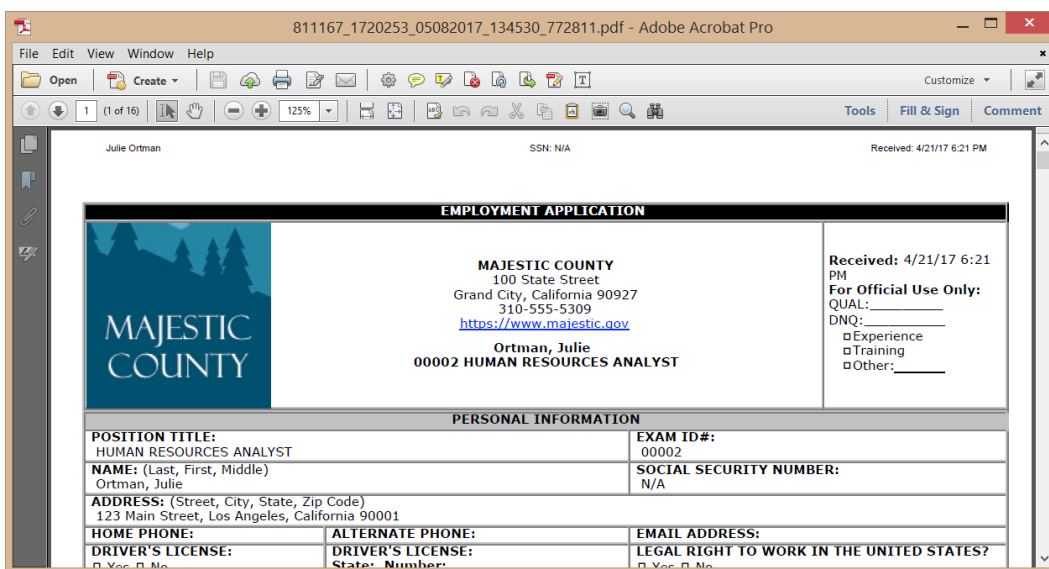 811167_1720253_05082017_134530_772811.pdf - Adobe Acrobat Pro
File Edit View Window Help
Open Create Customize
1 (1 of 16) 125% Tools Fill & Sign Comment
Julie Ortman SSN: N/A Received: 4/21/17 6:21 PM
EMPLOYMENT APPLICATION
MAJESTIC
COUNTY
MAJESTIC COUNTY
100 State Street
Grand City, California 90927
310-555-5309
https://www.majestic.gov
Ortman, Julie
00002 HUMAN RESOURCES ANALYST
Received: 4/21/17 6:21
PM
For Official Use Only:
QUAL:
DNQ:
Experience
Training
Other:
PERSONAL INFORMATION
POSITION TITLE: EXAM ID#:
HUMAN RESOURCES ANALYST 00002
NAME: (Last, First, Middle) SOCIAL SECURITY NUMBER:
Ortman, Julie N/A
ADDRESS: (Street, City, State, Zip Code)
123 Main Street, Los Angeles, California 90001
HOME PHONE: ALTERNATE PHONE: EMAIL ADDRESS:
DRIVER'S LICENSE: DRIVER'S LICENSE: LEGAL RIGHT TO WORK IN THE UNITED STATES?
Yes No State: Number: Yes No